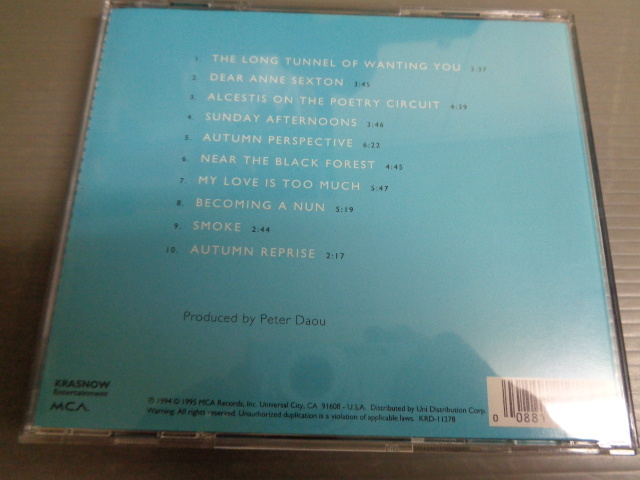 1. THE LONG TUNNEL OF WANTING YOU 3:37
2. DEAR ANNE SEXTON 3:45
3. ALCESTIS ON THE POETRY CIRCUIT 4:39
4. SUNDAY AFTERNOONS 3:46
5. AUTUMN PERSPECTIVE 6:22
6. NEAR THE BLACK FOREST 4:45
7. MY LOVE IS TOO MUCH 5:47
8. BECOMING A NUN 5:19
9. SMOKE 2:44
10. AUTUMN REPRISE 2:17
Produced by Peter Daou
KRASNOW
Entertainment
MCA
℗ 1994 © 1995 MCA Records, Inc. Universal City, CA 91608 - U.S.A. Distributed by Uni Distribution Corp.
Warning: All rights reserved. Unauthorized duplication is a violation of applicable laws. KRD-11278
0 0881